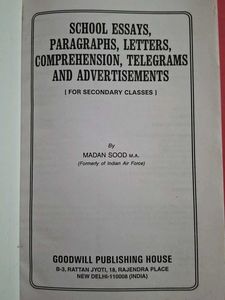 SCHOOL ESSAYS,
PARAGRAPHS, LETTERS,
COMPREHENSION, TELEGRAMS
AND ADVERTISEMENTS
[ FOR SECONDARY CLASSES ]
By
MADAN SOOD M.A.
(Formerly of Indian Air Force)
GOODWILL PUBLISHING HOUSE
B-3, RATTAN JYOTI, 18, RAJENDRA PLACE
NEW DELHI-110008 (INDIA)